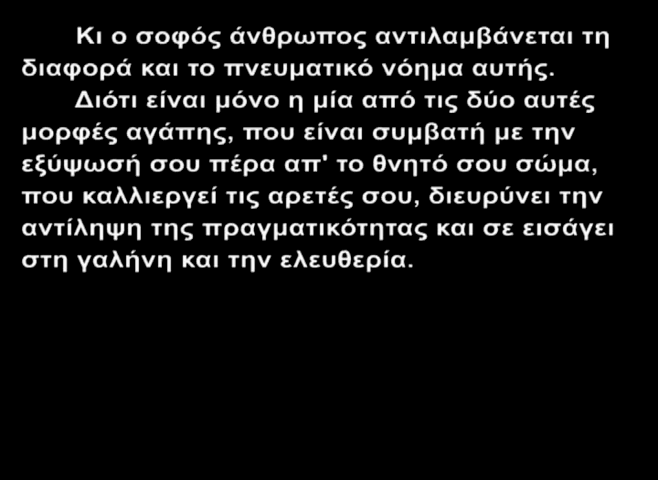 Κι ο σοφός άνθρωπος αντιλαμβάνεται τη
διαφορά και το πνευματικό νόημα αυτής.
Διότι είναι μόνο η μία από τις δύο αυτές
μορφές αγάπης, που είναι συμβατή με την
εξύψωσή σου πέρα απ' το θνητό σου σώμα,
που καλλιεργεί τις αρετές σου, διευρύνει την
αντίληψη της πραγματικότητας και σε εισάγει
στη γαλήνη και την ελευθερία.